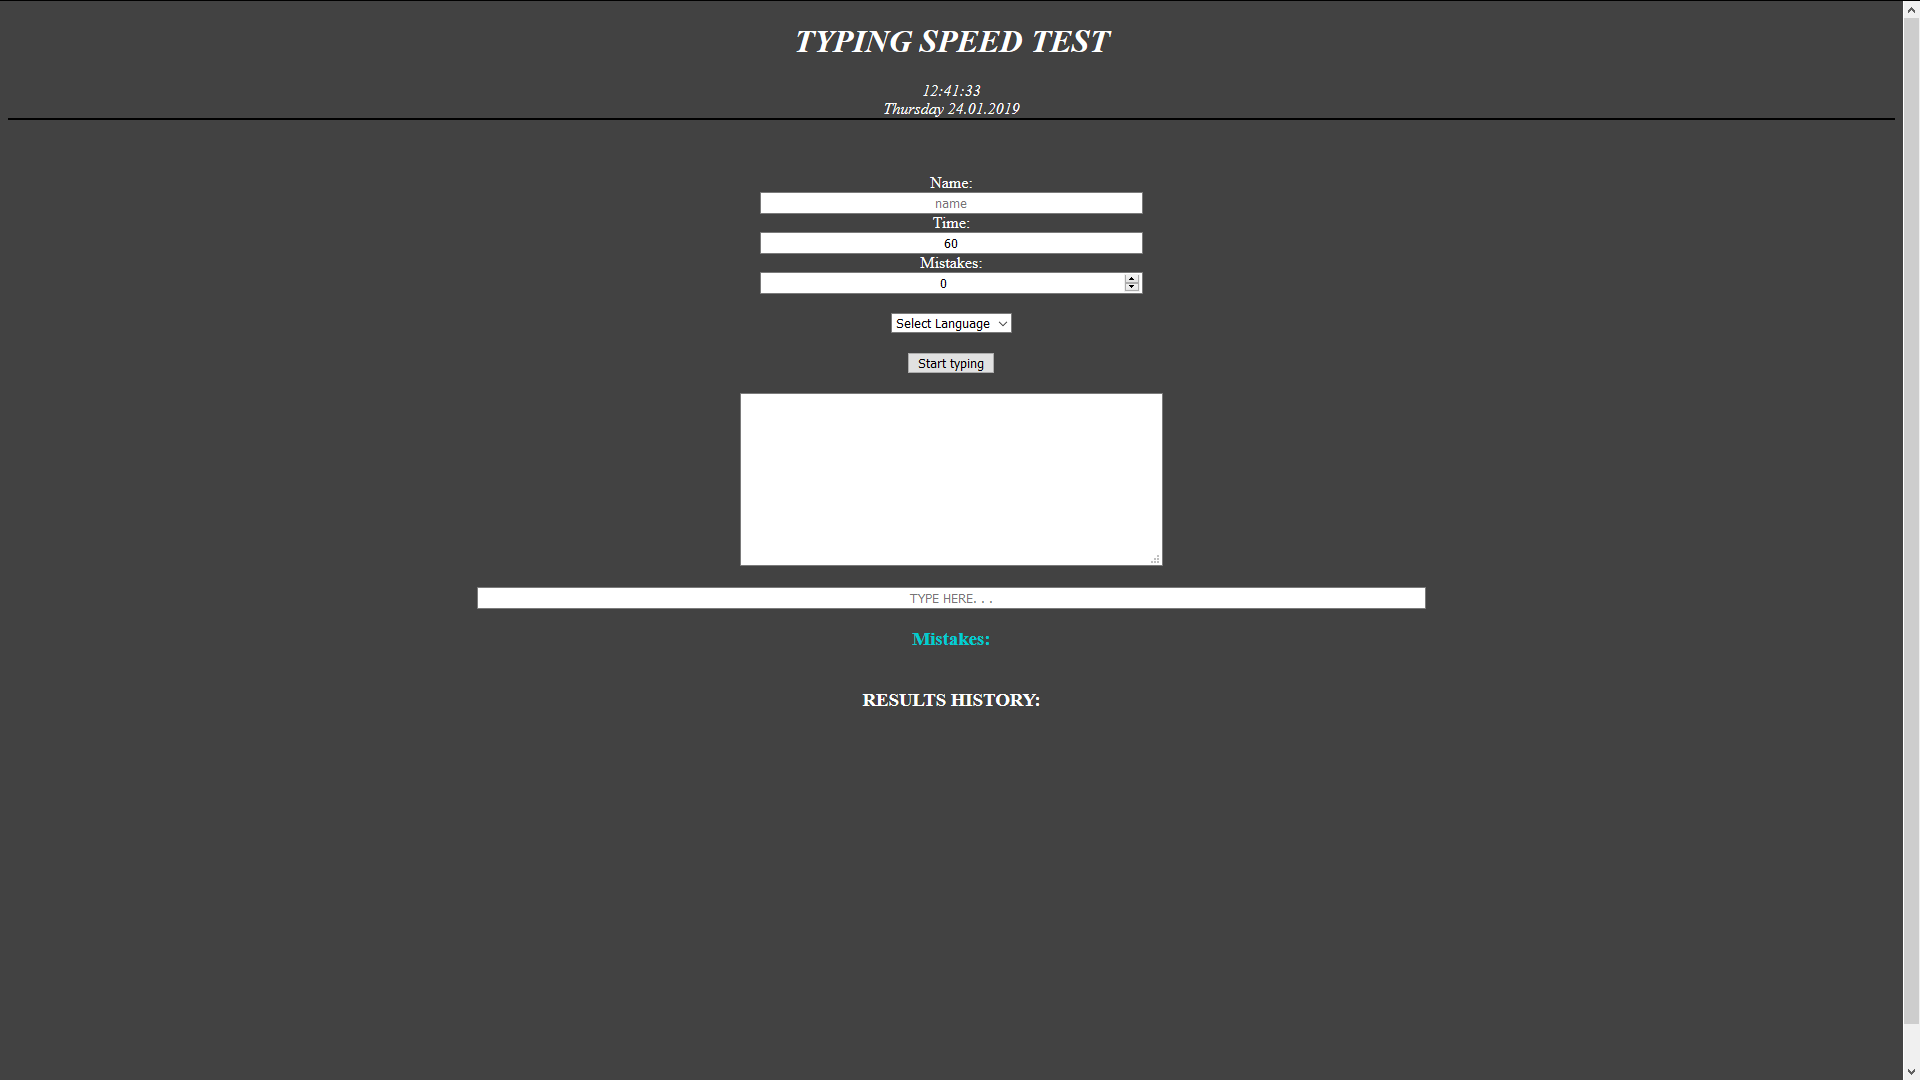 TYPING SPEED TEST
12:41:33
Thursday 24.01.2019
Name:
name
Time:
60
Mistakes:
0
Select Language
Start typing
TYPE HERE. . .
Mistakes:
RESULTS HISTORY: